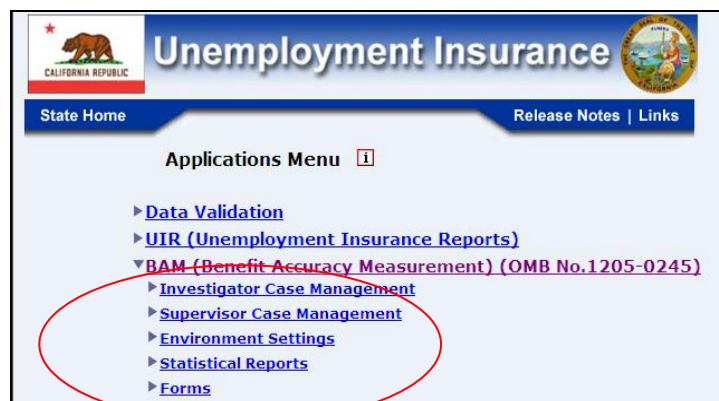 Unemployment Insurance
CALIFORNIA REPUBLIC
State Home
Release Notes | Links
Applications Menu i
Data Validation
UIR (Unemployment Insurance Reports)
BAM (Benefit Accuracy Measurement) (OMB No.1205-0245)
Investigator Case Management
Supervisor Case Management
Environment Settings
Statistical Reports
Forms